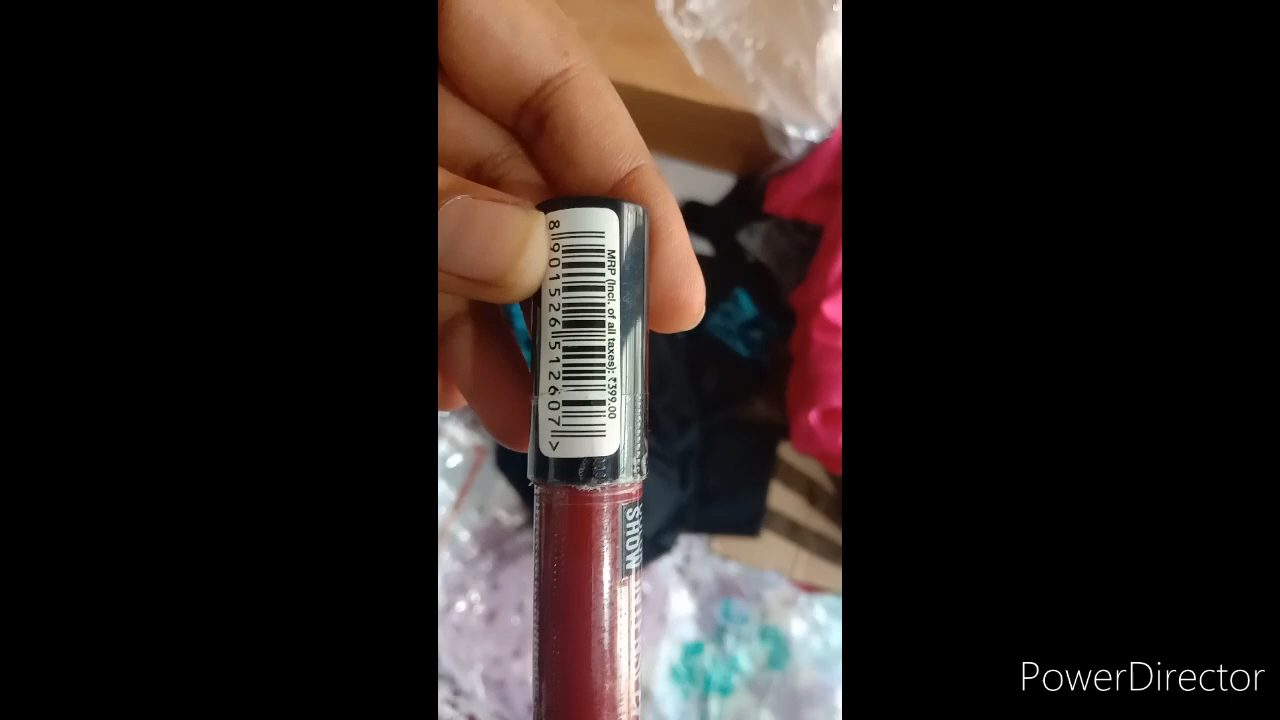 MRP (Incl. of all taxes): ₹399.00
8 901526 512607 >
SHOW
PowerDirector